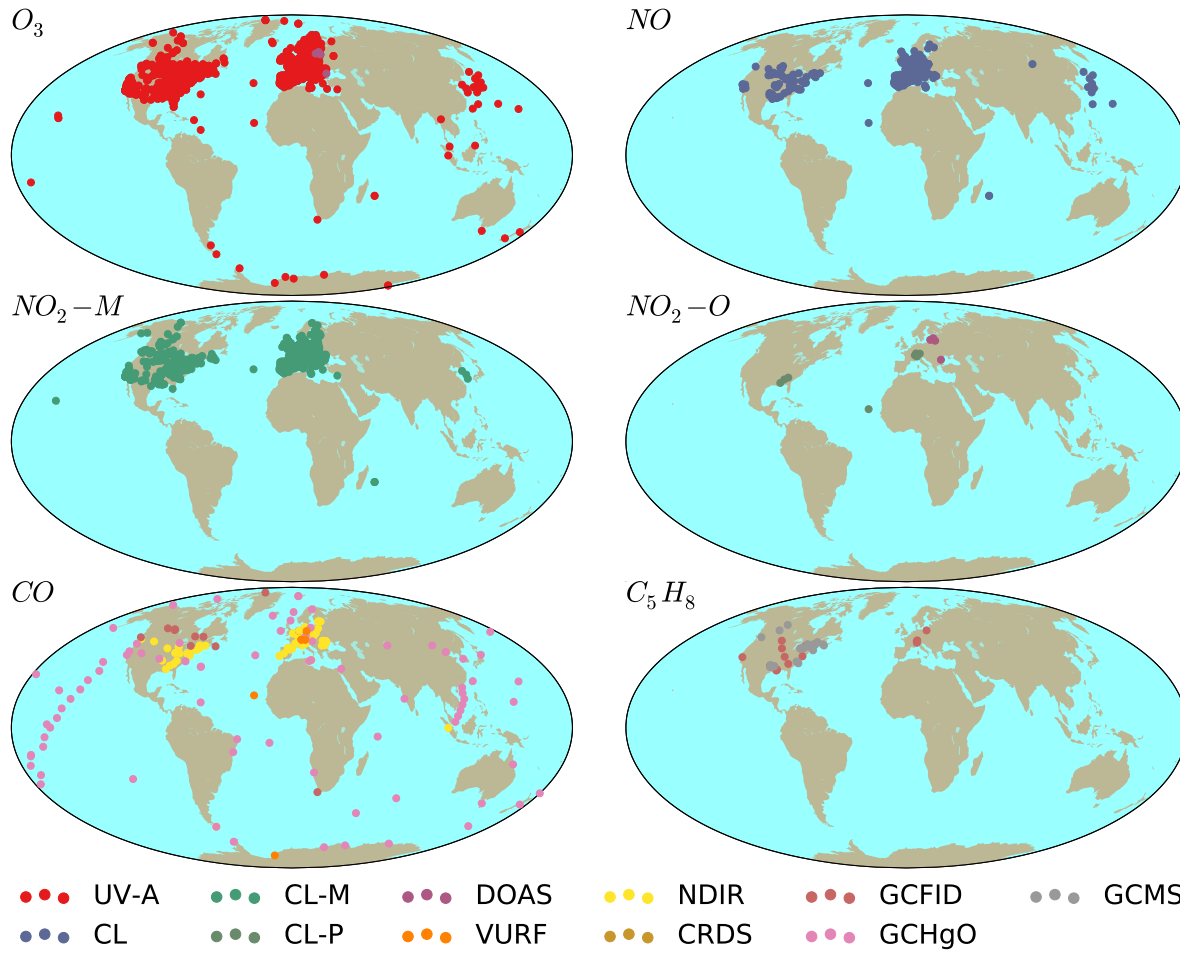 O₃ NO
NO₂−M NO₂−O
CO C₅H₈
UV-A CL-M DOAS NDIR GCFID GCMS
CL CL-P VURF CRDS GCHgO